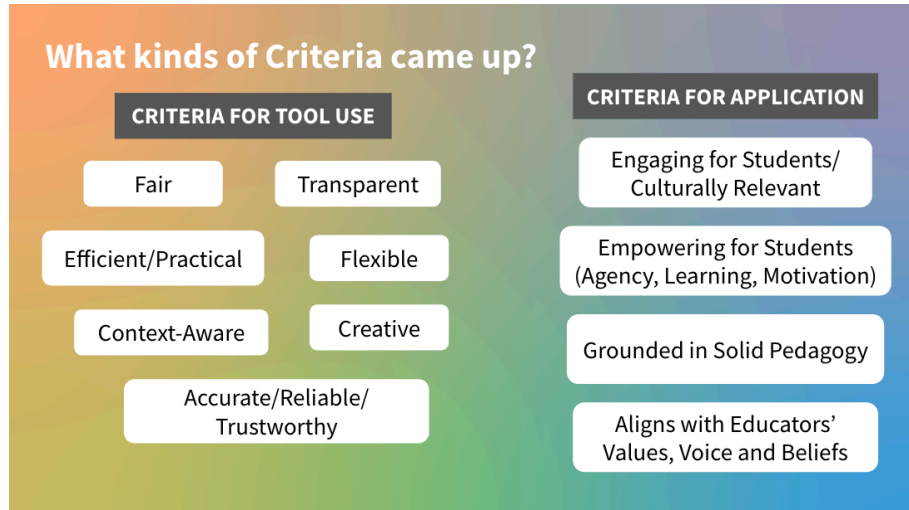 What kinds of Criteria came up?
CRITERIA FOR TOOL USE
Fair
Transparent
Efficient/Practical
Flexible
Context-Aware
Creative
Accurate/Reliable/
Trustworthy
CRITERIA FOR APPLICATION
Engaging for Students/
Culturally Relevant
Empowering for Students
(Agency, Learning, Motivation)
Grounded in Solid Pedagogy
Aligns with Educators’
Values, Voice and Beliefs